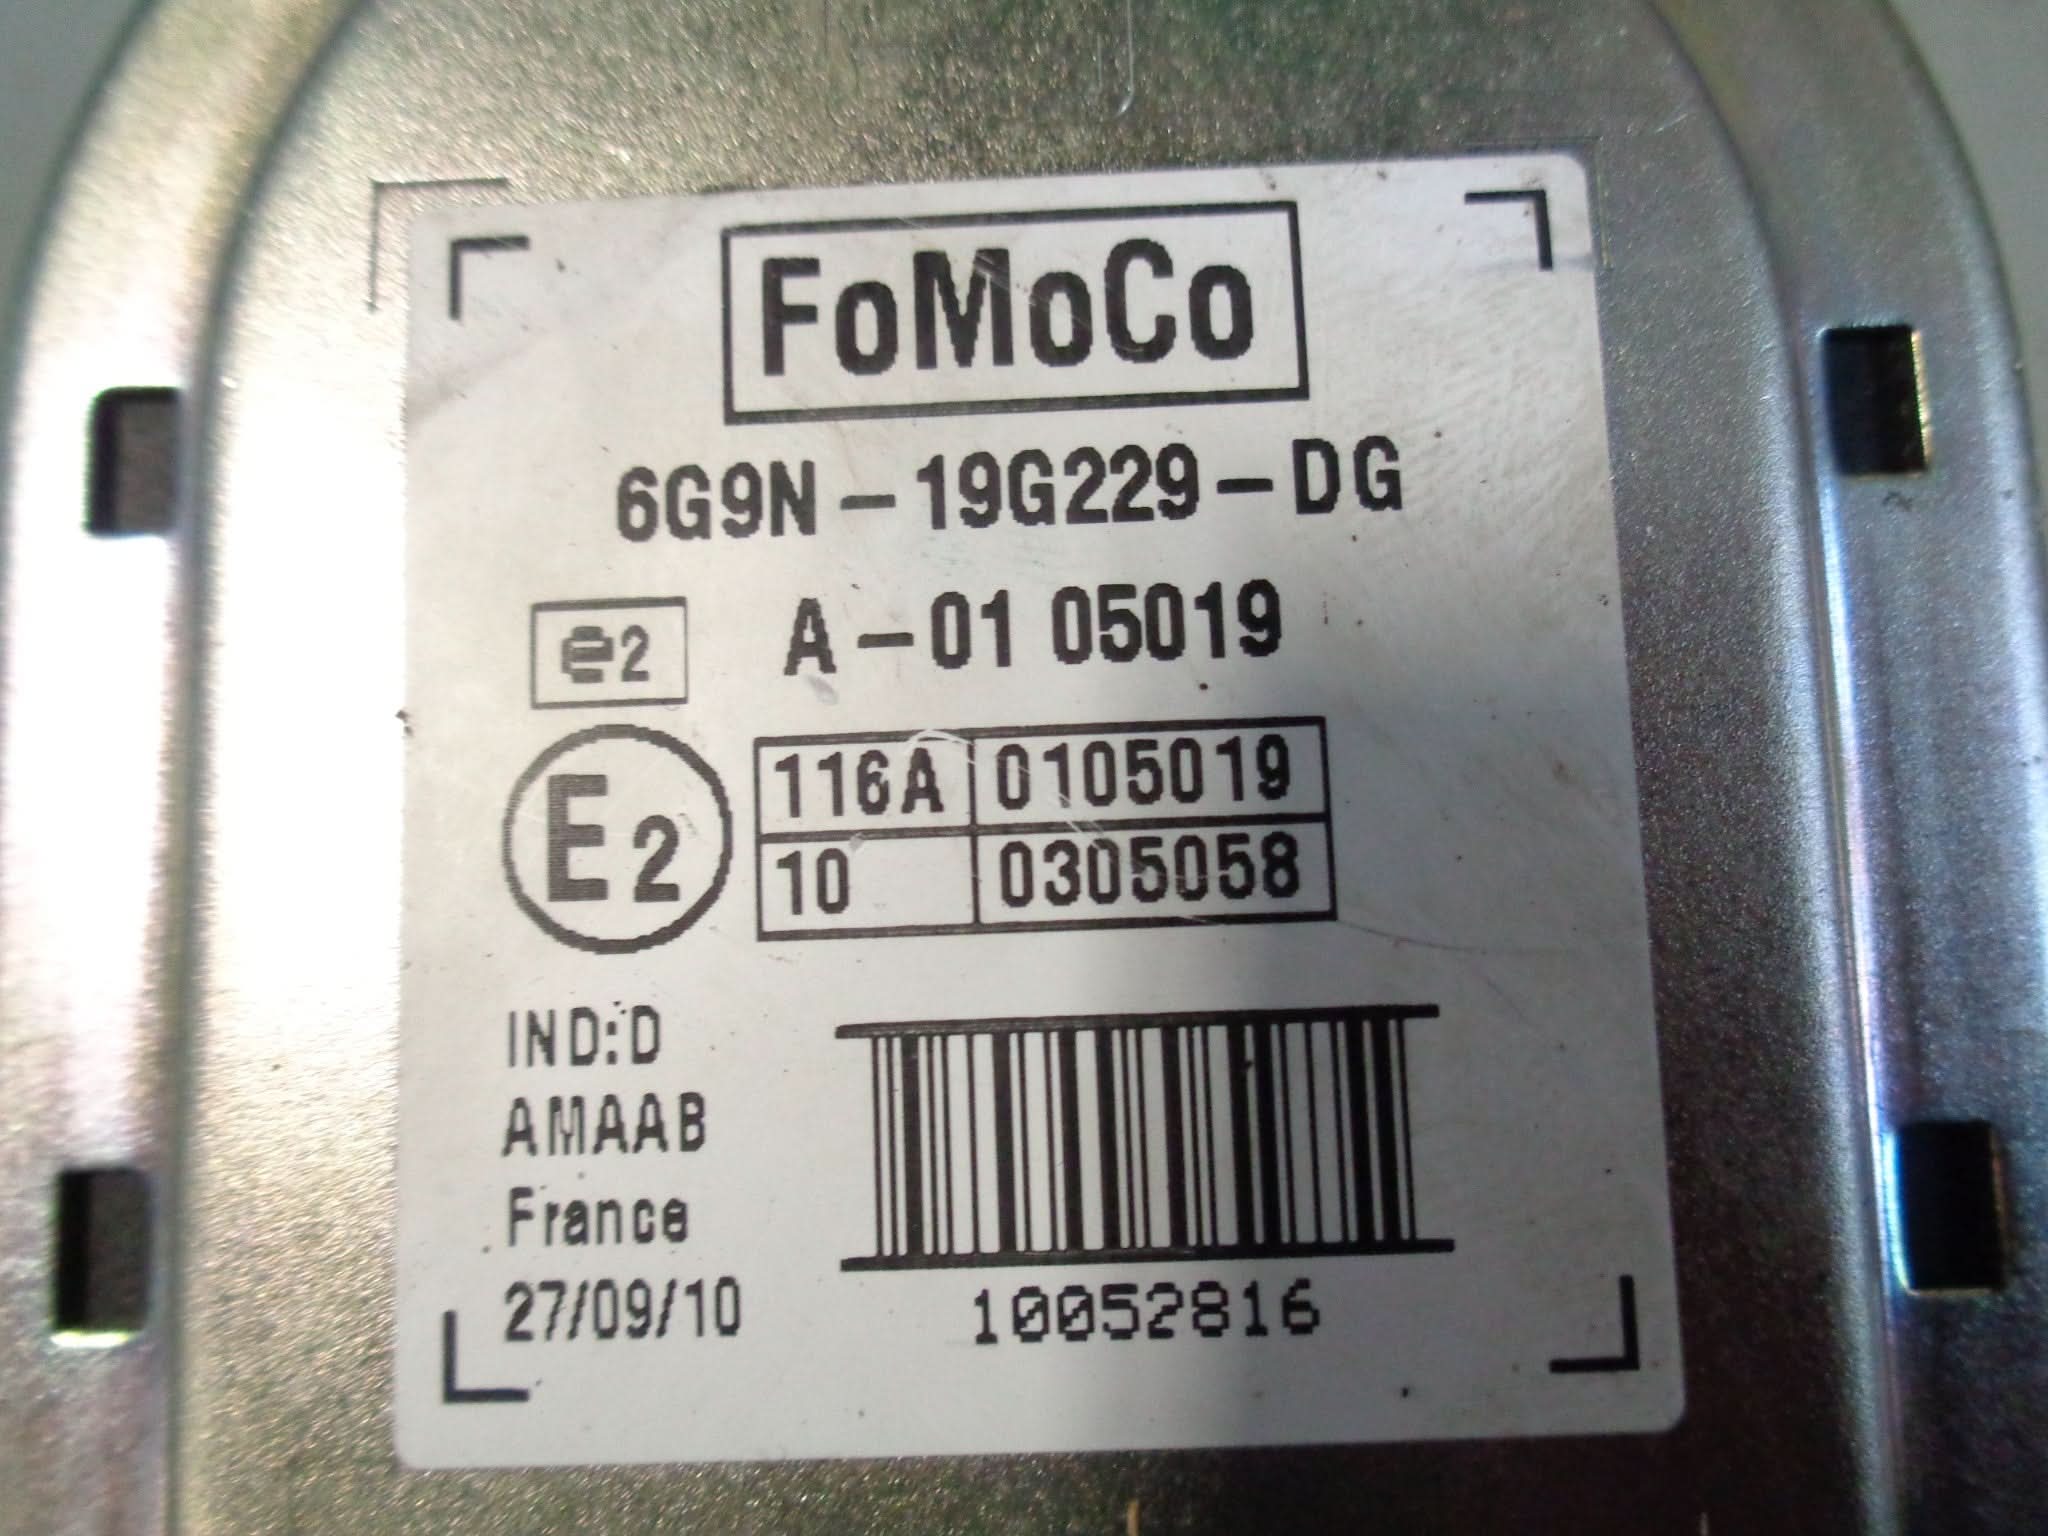 FoMoCo
6G9N-19G229-DG
e2 A-01 05019
E2 116A 0105019
10 0305058
IND:D
AMAAB
France
27/09/10
10052816